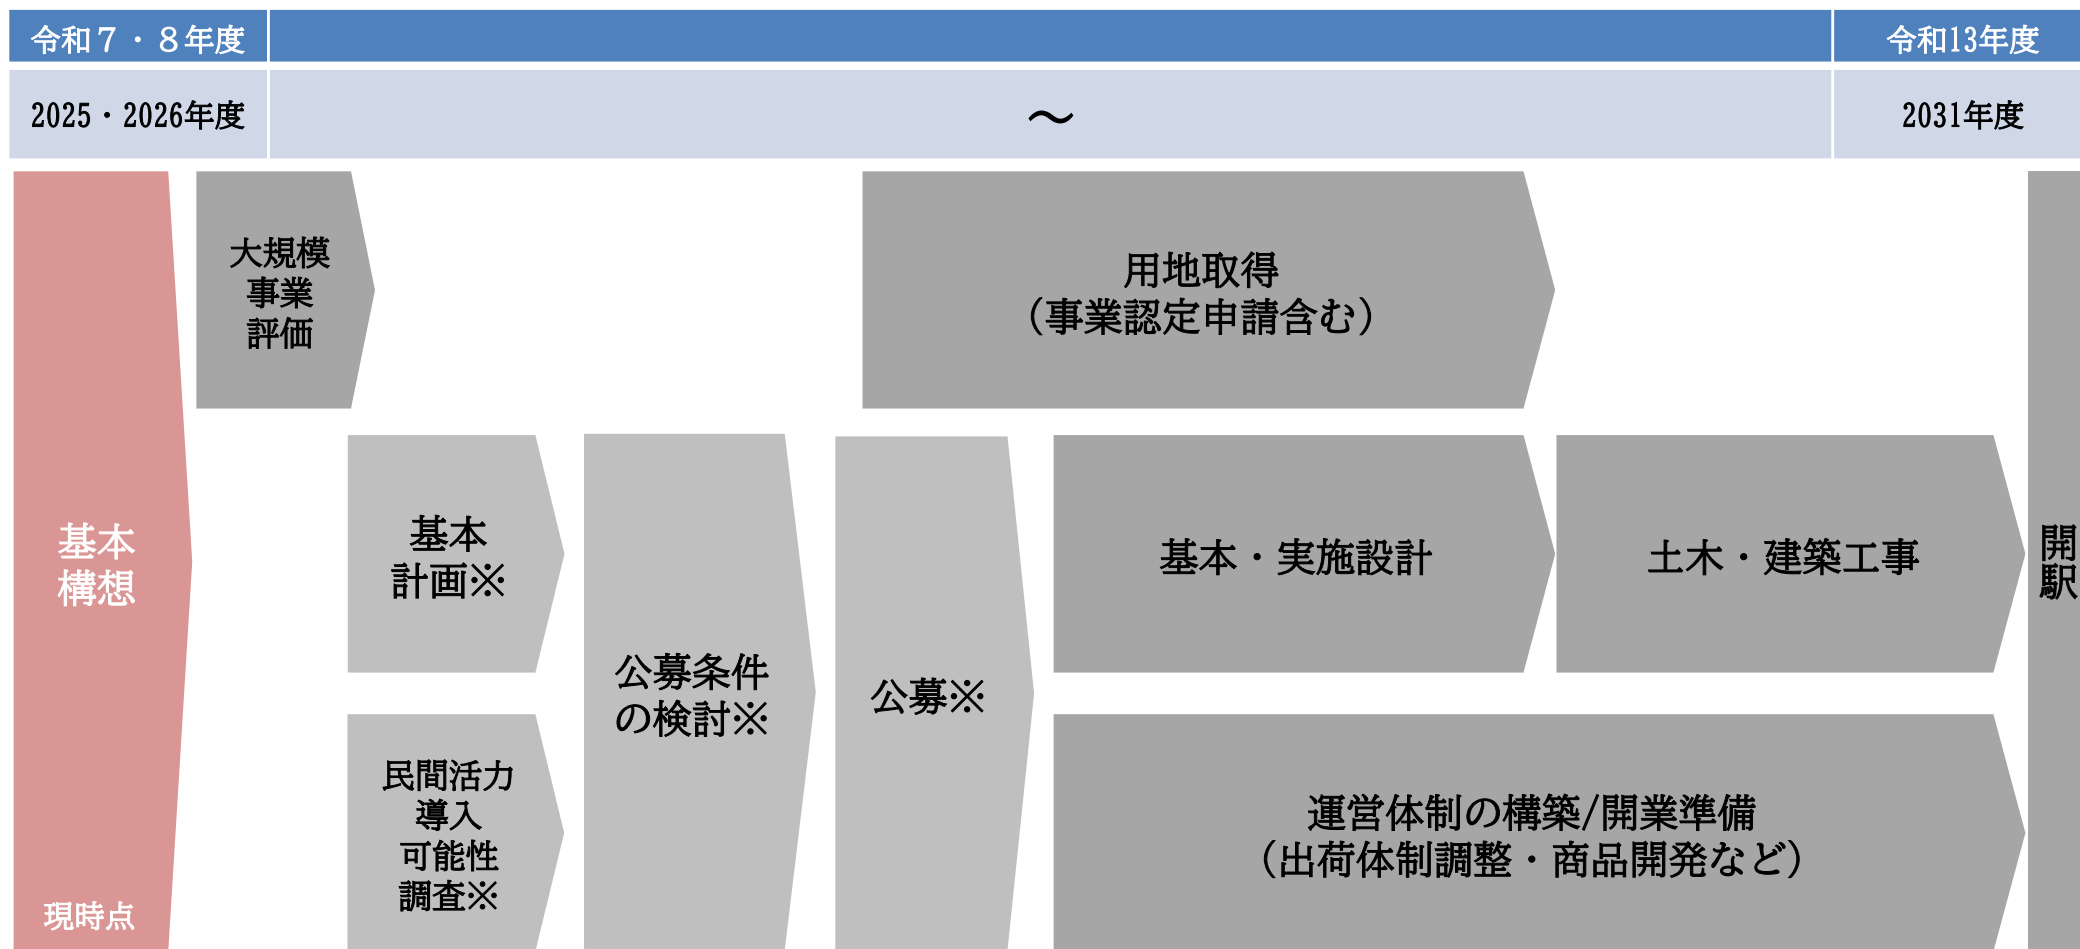 令和７・８年度
令和13年度
2025・2026年度
～
2031年度
基本
構想
現時点
大規模
事業
評価
用地取得
（事業認定申請含む）
基本
計画※
民間活力
導入
可能性
調査※
公募条件
の検討※
公募※
基本・実施設計
土木・建築工事
運営体制の構築/開業準備
（出荷体制調整・商品開発など）
開
駅